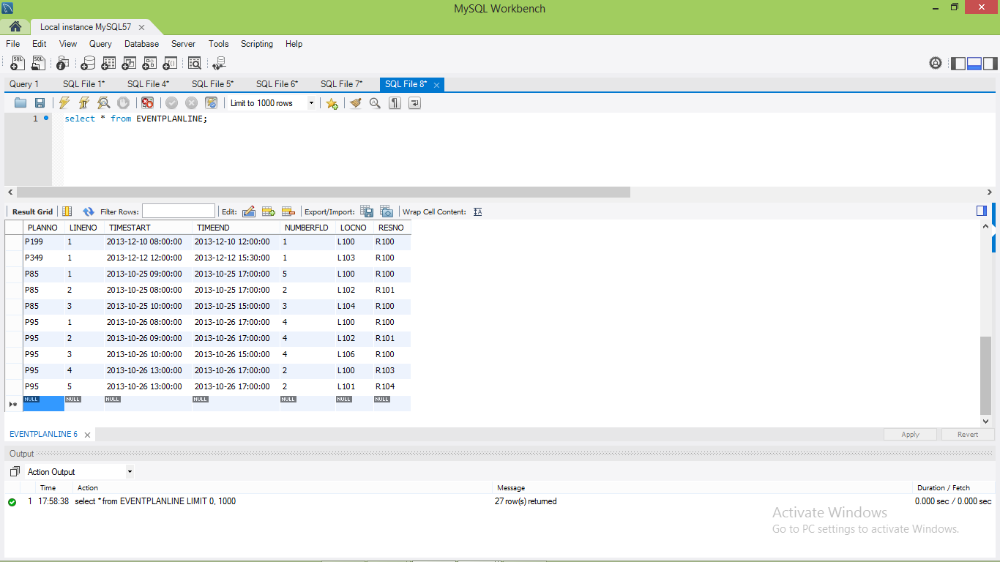 MySQL Workbench
Local instance MySQL57
File Edit View Query Database Server Tools Scripting Help
Query 1 SQL File 1* SQL File 4* SQL File 5* SQL File 6* SQL File 7* SQL File 8*
Limit to 1000 rows
1 select * from EVENTPLANLINE;
Result Grid Filter Rows: Edit: Export/Import: Wrap Cell Content:
PLANNO LINENO TIMESTART TIMEEND NUMBERFLD LOCNO RESNO
P199 1 2013-12-10 08:00:00 2013-12-10 12:00:00 1 L100 R100
P349 1 2013-12-12 12:00:00 2013-12-12 15:30:00 1 L103 R100
P85 1 2013-10-25 09:00:00 2013-10-25 17:00:00 5 L100 R100
P85 2 2013-10-25 08:00:00 2013-10-25 17:00:00 2 L102 R101
P85 3 2013-10-25 10:00:00 2013-10-25 15:00:00 3 L104 R100
P95 1 2013-10-26 08:00:00 2013-10-26 17:00:00 4 L100 R100
P95 2 2013-10-26 09:00:00 2013-10-26 17:00:00 4 L102 R101
P95 3 2013-10-26 10:00:00 2013-10-26 15:00:00 4 L106 R100
P95 4 2013-10-26 13:00:00 2013-10-26 17:00:00 2 L100 R103
P95 5 2013-10-26 13:00:00 2013-10-26 17:00:00 2 L101 R104
NULL NULL NULL NULL NULL NULL NULL
EVENTPLANLINE 6 Apply Revert
Output
Action Output
Time Action Message Duration / Fetch
1 17:58:38 select * from EVENTPLANLINE LIMIT 0, 1000 27 row(s) returned 0.000 sec / 0.000 sec
Activate Windows
Go to PC settings to activate Windows.